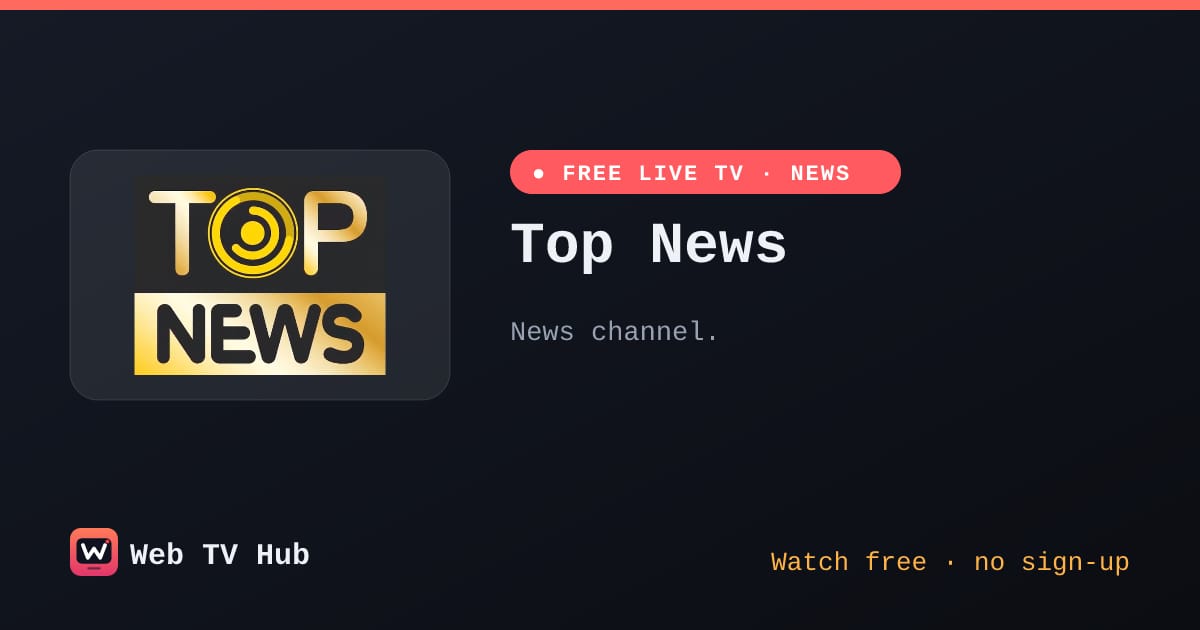 TOP
NEWS
● FREE LIVE TV · NEWS
Top News
News channel.
W
Web TV Hub
Watch free · no sign-up